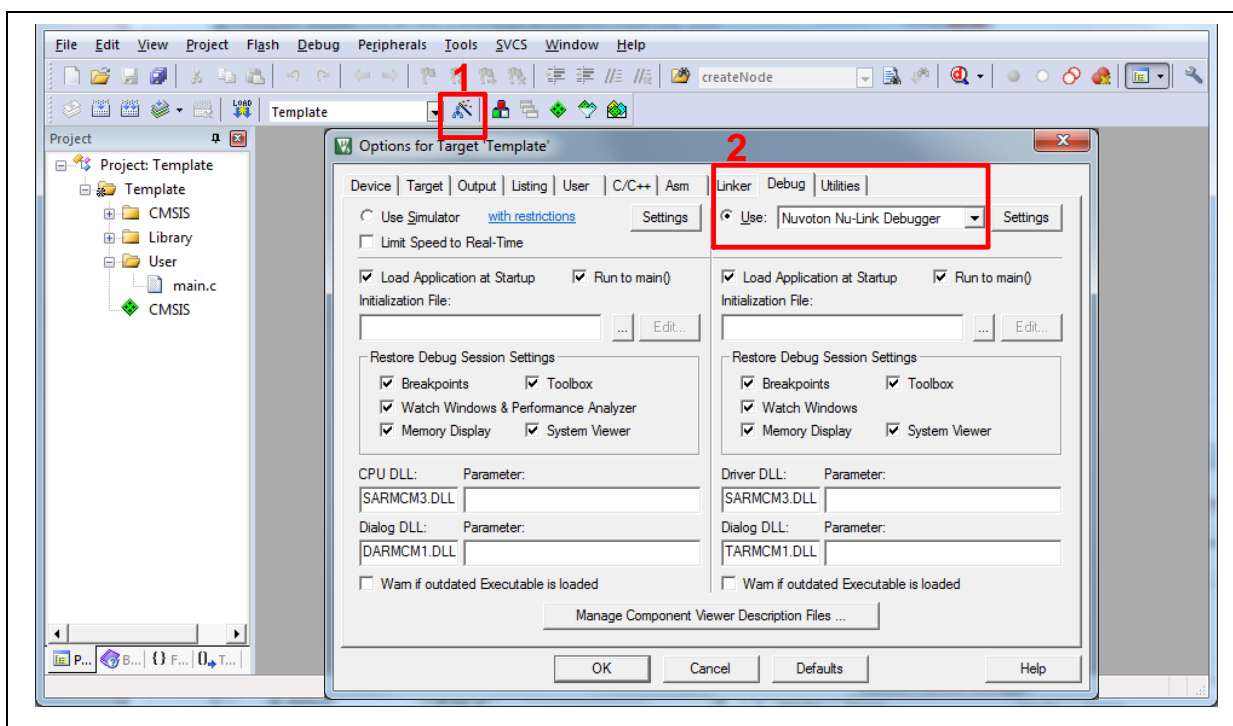 File Edit View Project Flash Debug Peripherals Tools SVCS Window Help
1
createNode
LOAD
Template
Project
Project: Template
Template
CMSIS
Library
User
main.c
CMSIS
P... B... {} F... 0 T...
Options for Target 'Template'
2
Device Target Output Listing User C/C++ Asm Linker Debug Utilities
Use Simulator with restrictions Settings
Limit Speed to Real-Time
Use: Nuvoton Nu-Link Debugger Settings
Load Application at Startup Run to main()
Initialization File:
... Edit...
Restore Debug Session Settings
Breakpoints Toolbox
Watch Windows & Performance Analyzer
Memory Display System Viewer
CPU DLL: Parameter:
SARMCM3.DLL
Dialog DLL: Parameter:
DARMCM1.DLL
Warn if outdated Executable is loaded
Load Application at Startup Run to main()
Initialization File:
... Edit...
Restore Debug Session Settings
Breakpoints Toolbox
Watch Windows
Memory Display System Viewer
Driver DLL: Parameter:
SARMCM3.DLL
Dialog DLL: Parameter:
TARMCM1.DLL
Warn if outdated Executable is loaded
Manage Component Viewer Description Files ...
OK Cancel Defaults Help